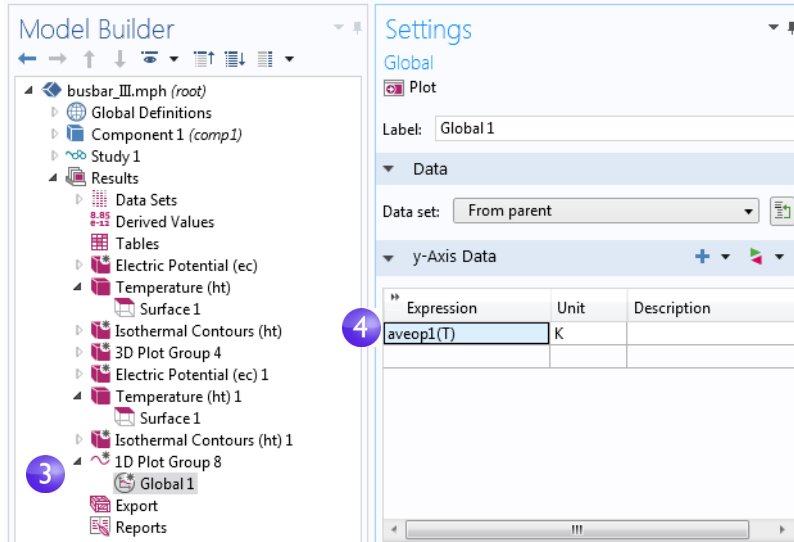 Model Builder
busbar_III.mph (root)
Global Definitions
Component 1 (comp1)
Study 1
Results
Data Sets
8.85
e-12
Derived Values
Tables
Electric Potential (ec)
Temperature (ht)
Surface 1
Isothermal Contours (ht)
3D Plot Group 4
Electric Potential (ec) 1
Temperature (ht) 1
Surface 1
Isothermal Contours (ht) 1
3
1D Plot Group 8
Global 1
Export
Reports
Settings
Global
Plot
Label: Global 1
Data
Data set: From parent
y-Axis Data
Expression Unit Description
4
aveop1(T) K